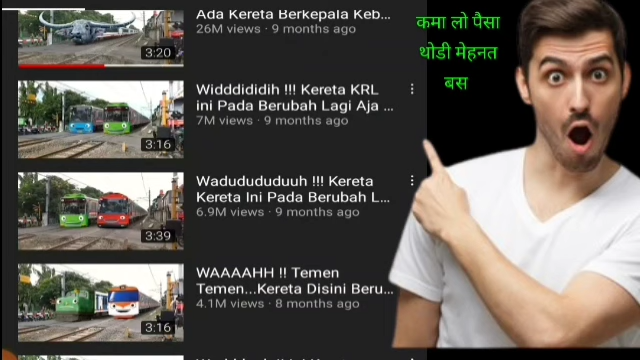 Ada Kereta Berkepala Keb...
26M views · 9 months ago
3:20
Widddididih !!! Kereta KRL
ini Pada Berubah Lagi Aja ...
7M views · 9 months ago
3:16
Wadudududuuh !!! Kereta
Kereta Ini Pada Berubah L...
6.9M views · 9 months ago
3:39
WAAAAHH !! Temen
Temen...Kereta Disini Beru...
4.1M views · 8 months ago
3:16
कमा लो पैसा
थोडी मेहनत
बस